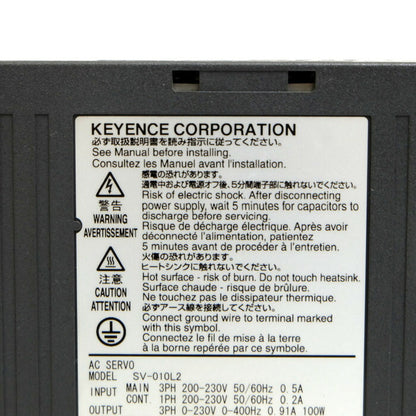 KEYENCE CORPORATION
必ず取扱説明書を読み指示に従ってください。
See Manual before installing.
Consultez les Manuel avant l'installation.
感電の恐れがあります。
通電中および電源オフ後、5分間端子部に触れないでください。
Risk of electric shock. After disconnecting
power supply, wait 5 minutes for capacitors to
discharge before servicing.
警告
WARNING
AVERTISSEMENT
Risque de décharge électrique. Après avoir
déconnecté l'alimentation, patientez
5 minutes avant de procéder à l'entretien.
火傷の恐れがあります。
ヒートシンクに触れないでください。
Hot surface - risk of burn. Do not touch heatsink.
Surface chaude - risque de brûlure.
Ne touchez pas le dissipateur thermique.
注意
CAUTION
ATTENTION
必ずアース線を接続してください。
Connect ground wire to terminal marked
with this symbol.
Connectez le fil de mise à la terre
à la borne repérée par ce symbole.
AC SERVO
MODEL SV-010L2
INPUT MAIN 3PH 200-230V 50/60Hz 0.5A
CONT. 1PH 200-230V 50/60Hz 0.2A
OUTPUT 3PH 0-230V 0-400Hz 0.91A 100W